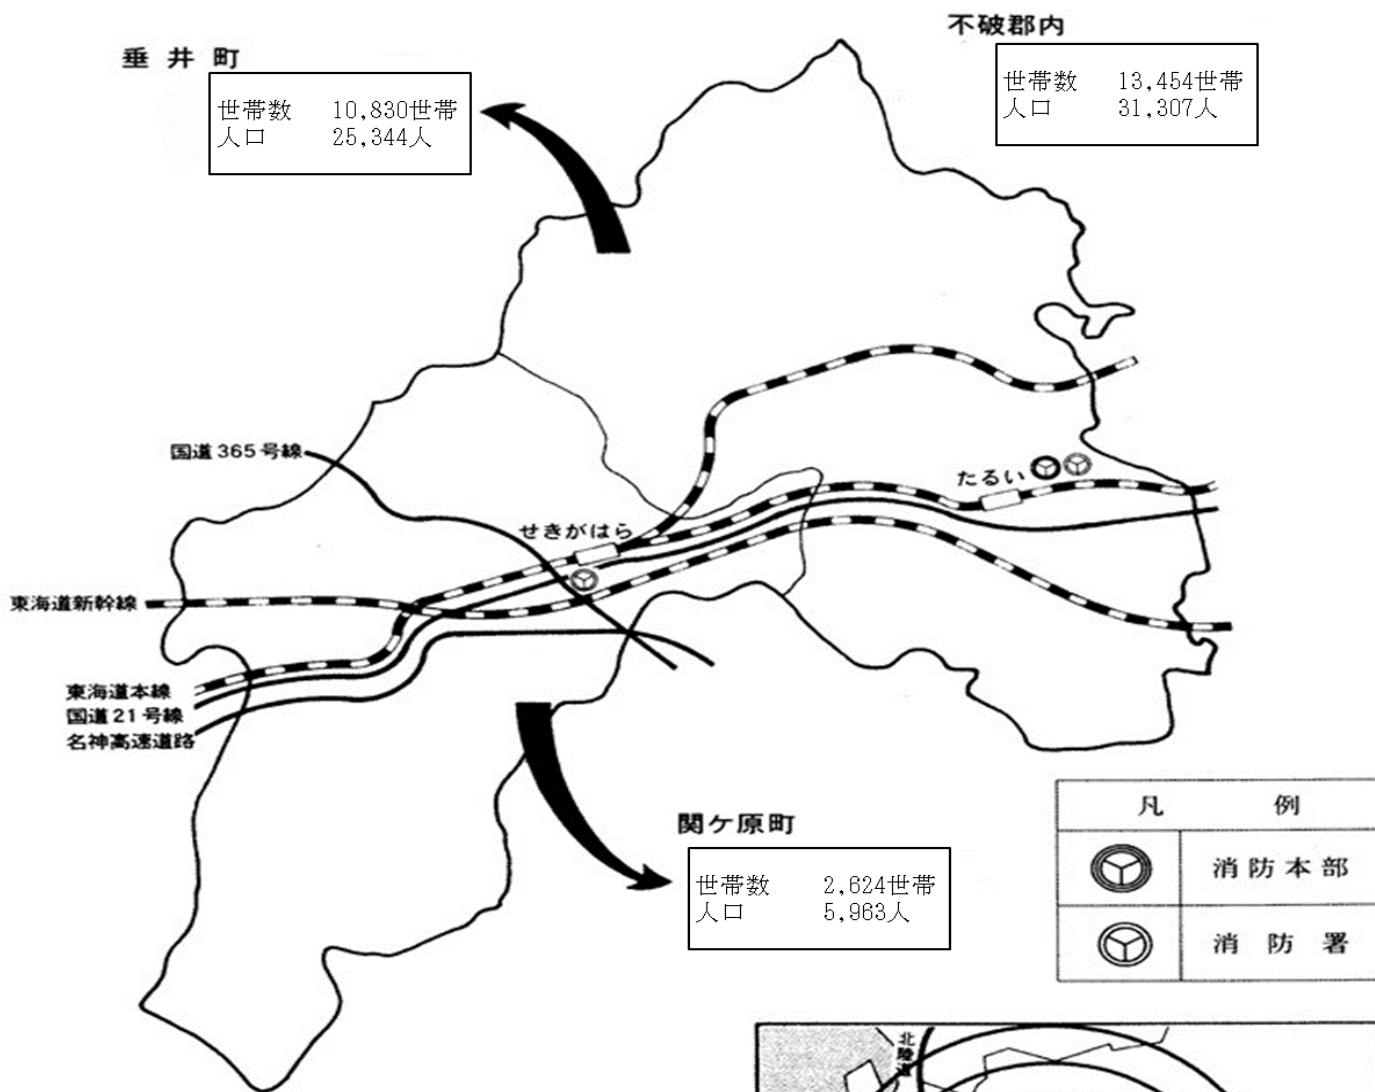 不破郡内
垂井町
世帯数 13,454世帯
人口 31,307人
世帯数 10,830世帯
人口 25,344人
国道365号線
たるい
せきがはら
東海道新幹線
東海道本線
国道21号線
名神高速道路
関ケ原町
世帯数 2,624世帯
人口 5,963人
凡 例
消防本部
消防署
北陸道